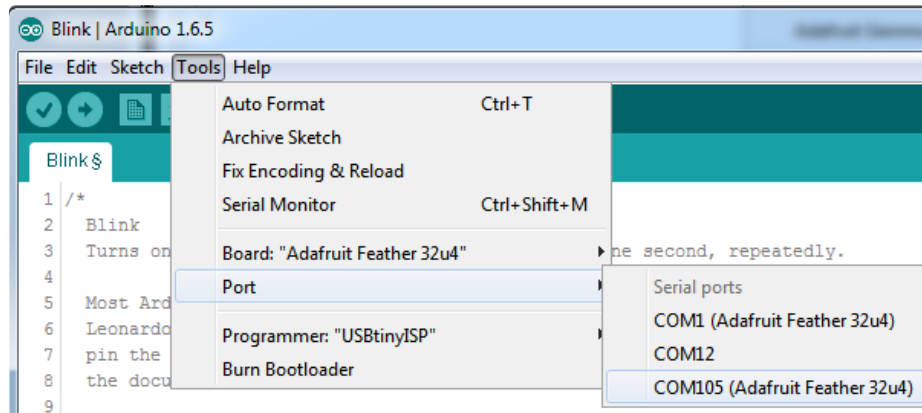 Blink | Arduino 1.6.5
File Edit Sketch Tools Help
Auto Format Ctrl+T
Archive Sketch
Fix Encoding & Reload
Serial Monitor Ctrl+Shift+M
Board: "Adafruit Feather 32u4"
Port
Programmer: "USBtinyISP"
Burn Bootloader
Serial ports
COM1 (Adafruit Feather 32u4)
COM12
COM105 (Adafruit Feather 32u4)
Blink §
1 /*
2 Blink
3 Turns on ne second, repeatedly.
4
5 Most Ard
6 Leonardo
7 pin the
8 the docu
9